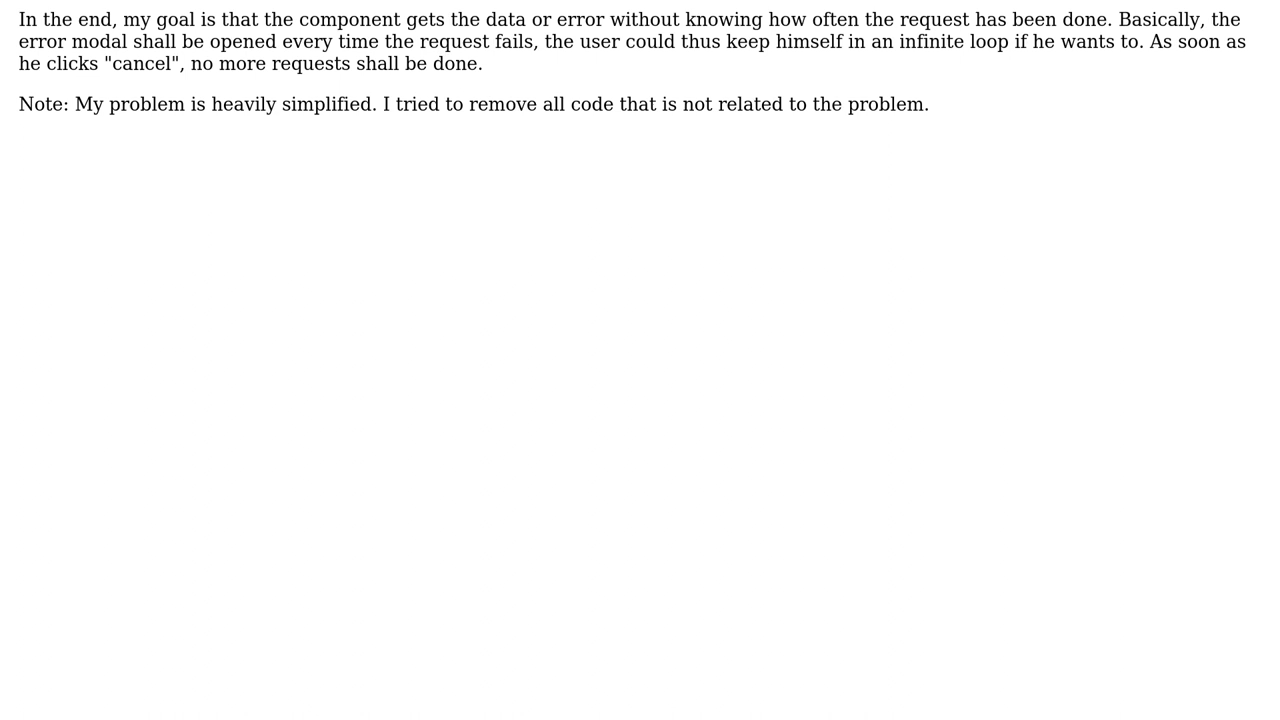 In the end, my goal is that the component gets the data or error without knowing how often the request has been done. Basically, the
error modal shall be opened every time the request fails, the user could thus keep himself in an infinite loop if he wants to. As soon as
he clicks "cancel", no more requests shall be done.
Note: My problem is heavily simplified. I tried to remove all code that is not related to the problem.